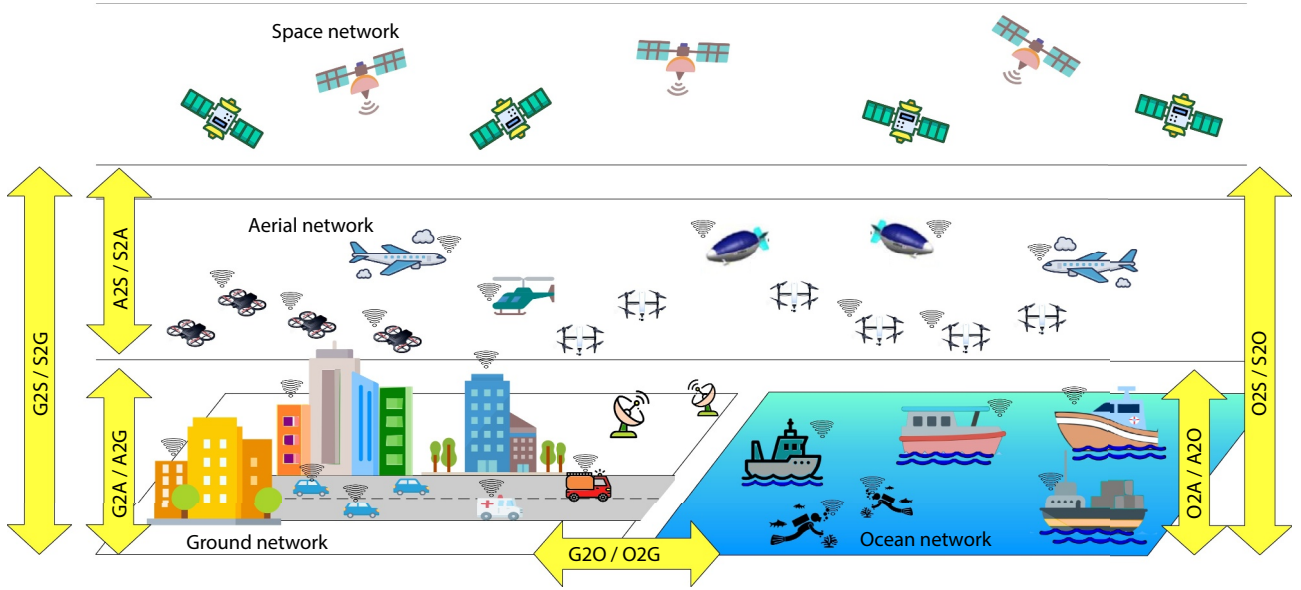 Space network
Aerial network
A2S / S2A
G2S / S2G
O2S / S2O
G2A / A2G
O2A / A2O
Ground network
G2O / O2G
Ocean network